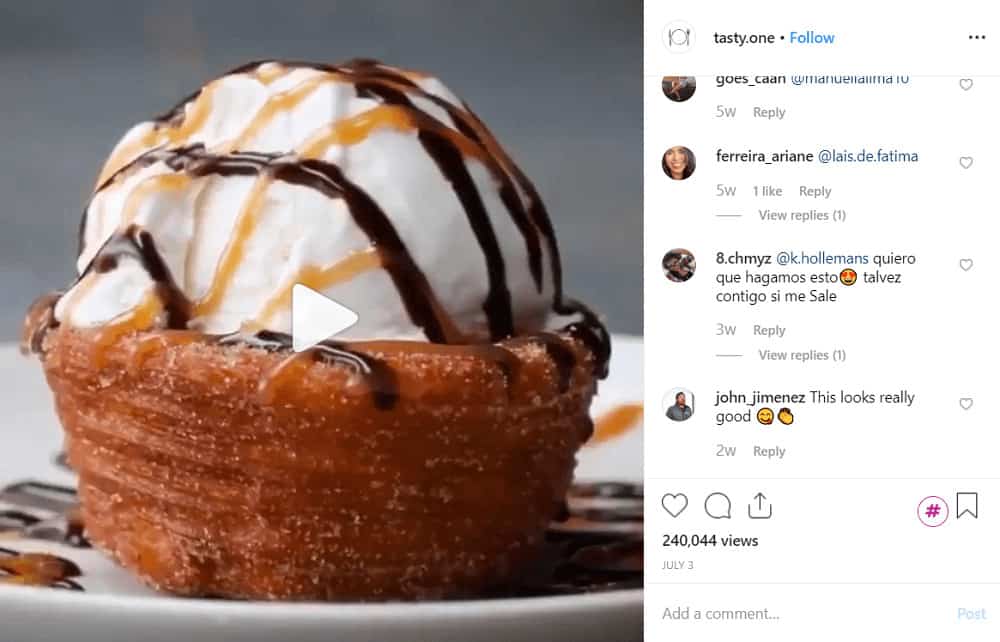 tasty.one • Follow
goes_caah @manuellalima10
5w Reply
ferreira_ariane @lais.de.fatima
5w 1 like Reply
View replies (1)
8.chmyz @k.hollemans quiero
que hagamos esto😍 talvez
contigo si me Sale
3w Reply
View replies (1)
john_jimenez This looks really
good 😋👏
2w Reply
#
240,044 views
JULY 3
Add a comment... Post